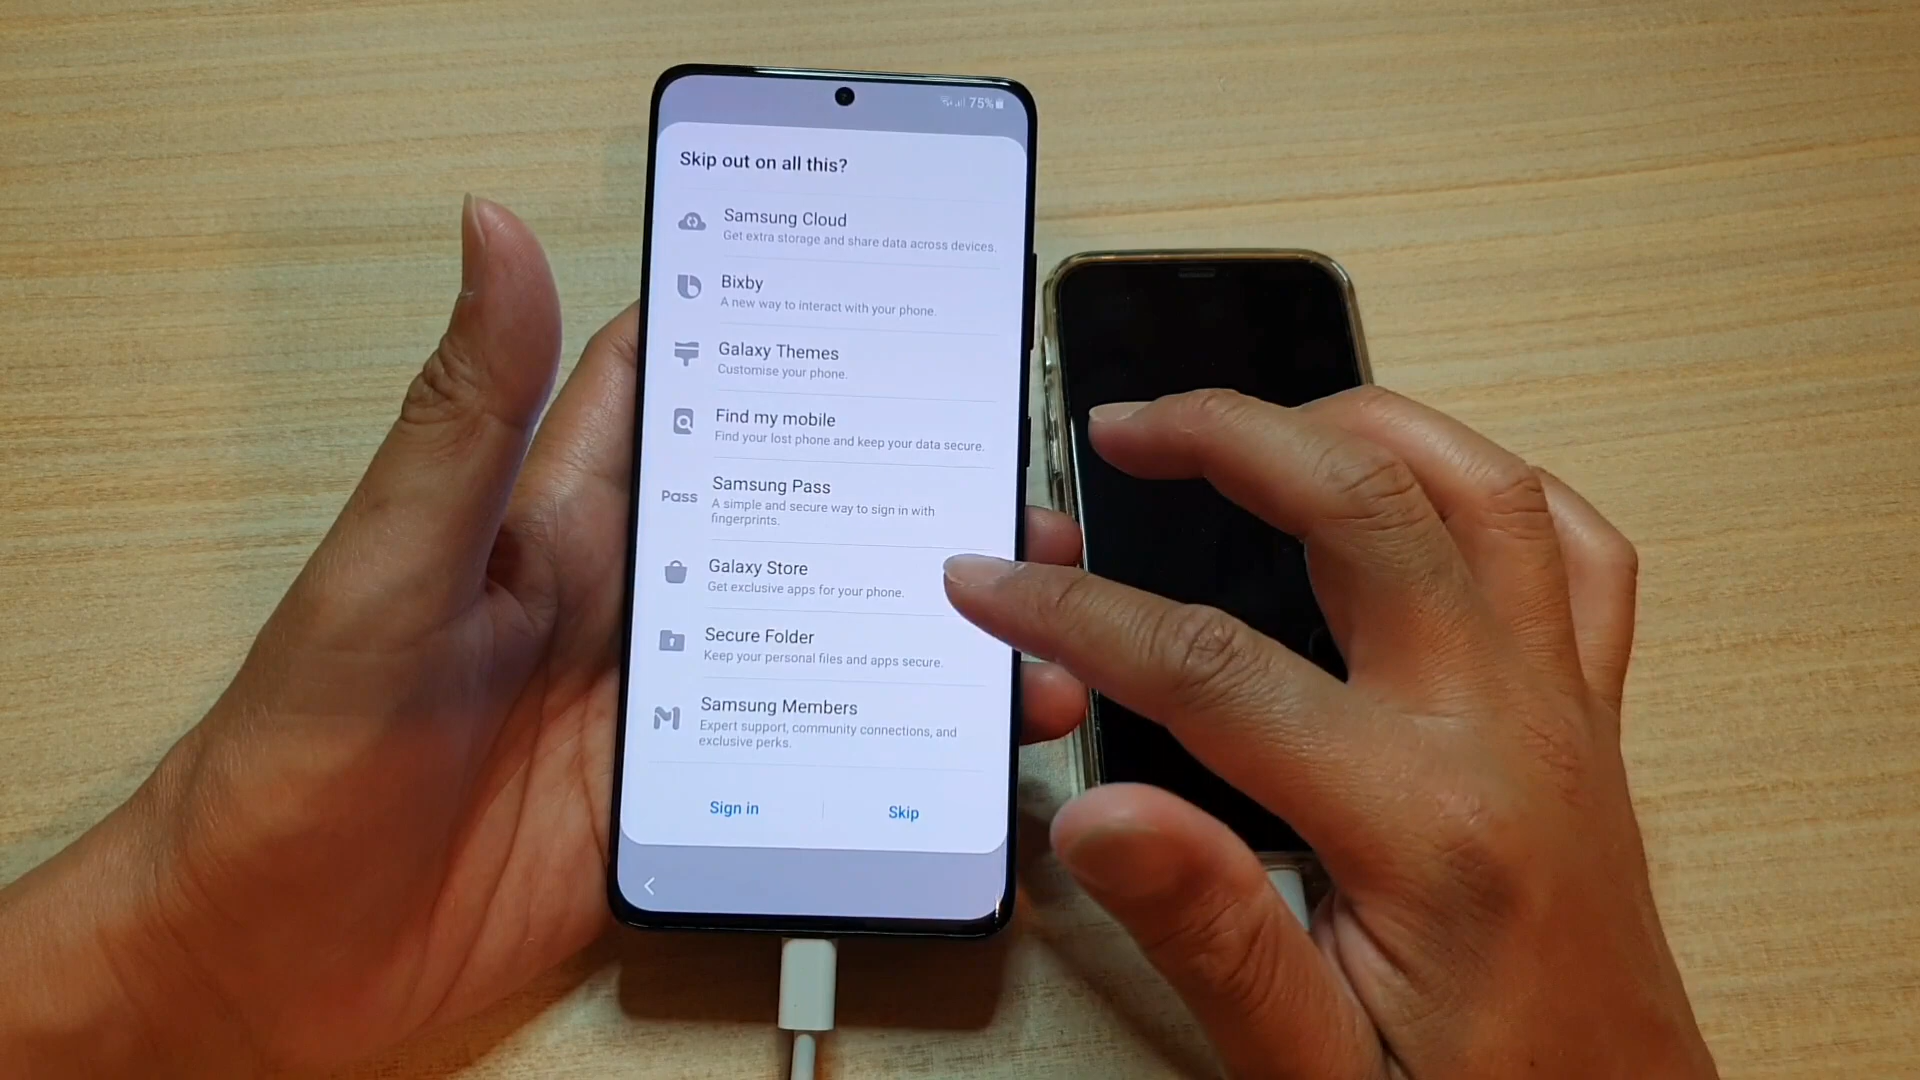 75%
Skip out on all this?
Samsung Cloud
Get extra storage and share data across devices.
Bixby
A new way to interact with your phone.
Galaxy Themes
Customise your phone.
Find my mobile
Find your lost phone and keep your data secure.
Pass
Samsung Pass
A simple and secure way to sign in with
fingerprints.
Galaxy Store
Get exclusive apps for your phone.
Secure Folder
Keep your personal files and apps secure.
Samsung Members
Expert support, community connections, and
exclusive perks.
Sign in
Skip